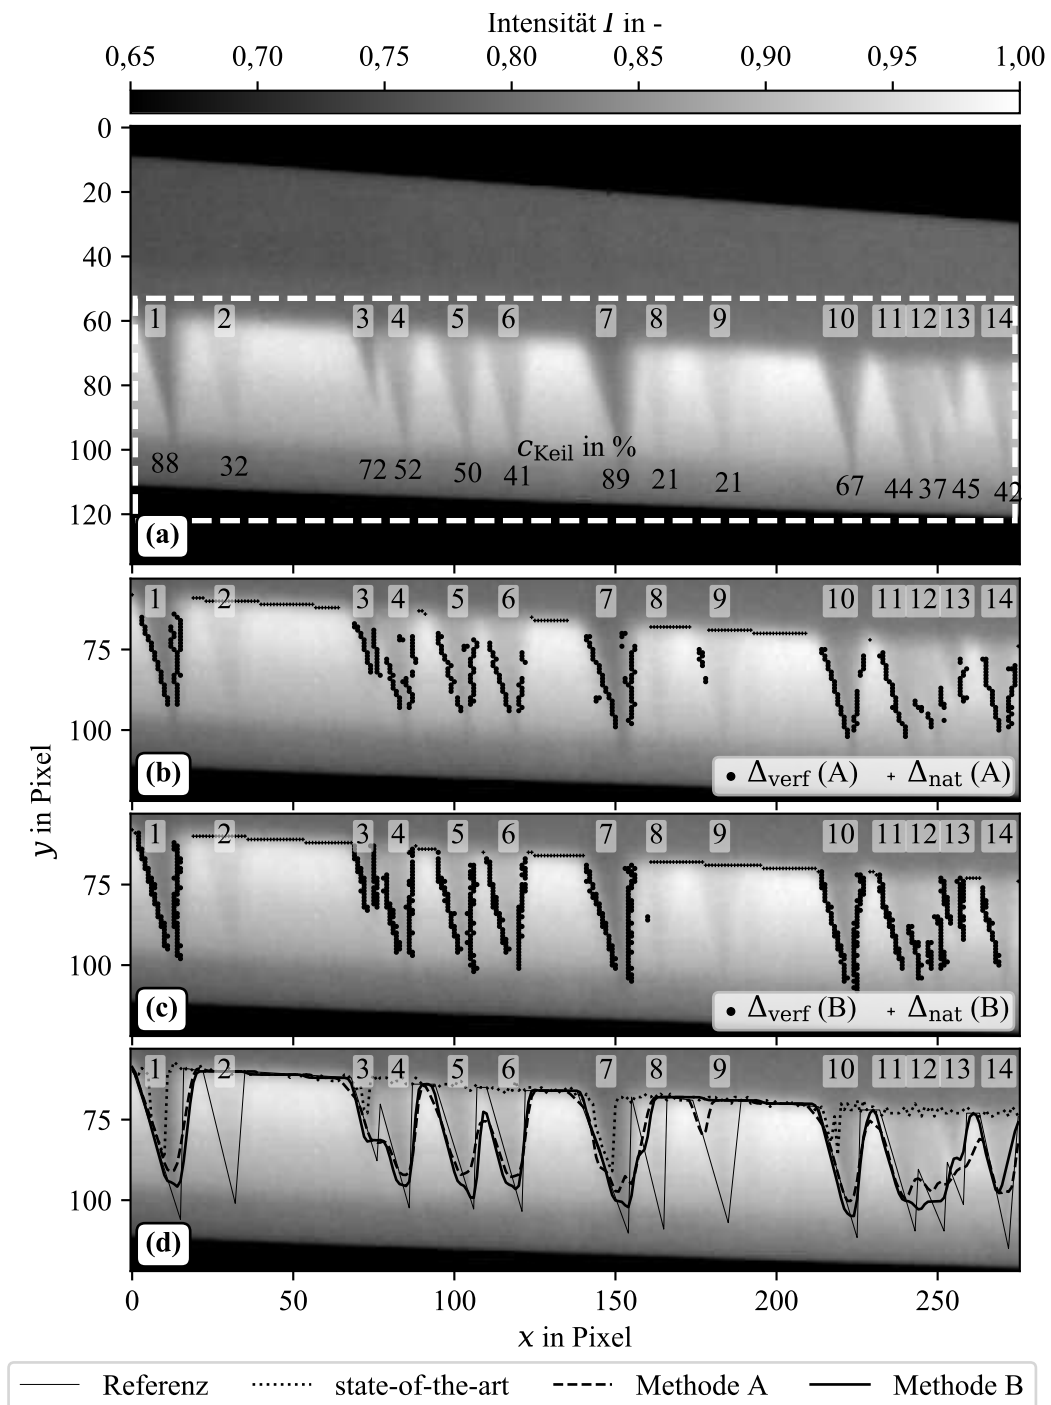 Intensität I in -
0,65 0,70 0,75 0,80 0,85 0,90 0,95 1,00
0
20
40
60
80
100
120
1 2 3 4 5 6 7 8 9 10 11 12 13 14
c_Keil in %
88 32 72 52 50 41 89 21 21 67 44 37 45 42
(a)
1 2 3 4 5 6 7 8 9 10 11 12 13 14
75
100
(b)
Δ_verf (A) Δ_nat (A)
y in Pixel
1 2 3 4 5 6 7 8 9 10 11 12 13 14
75
100
(c)
Δ_verf (B) Δ_nat (B)
1 2 3 4 5 6 7 8 9 10 11 12 13 14
75
100
(d)
0 50 100 150 200 250
x in Pixel
Referenz state-of-the-art Methode A Methode B